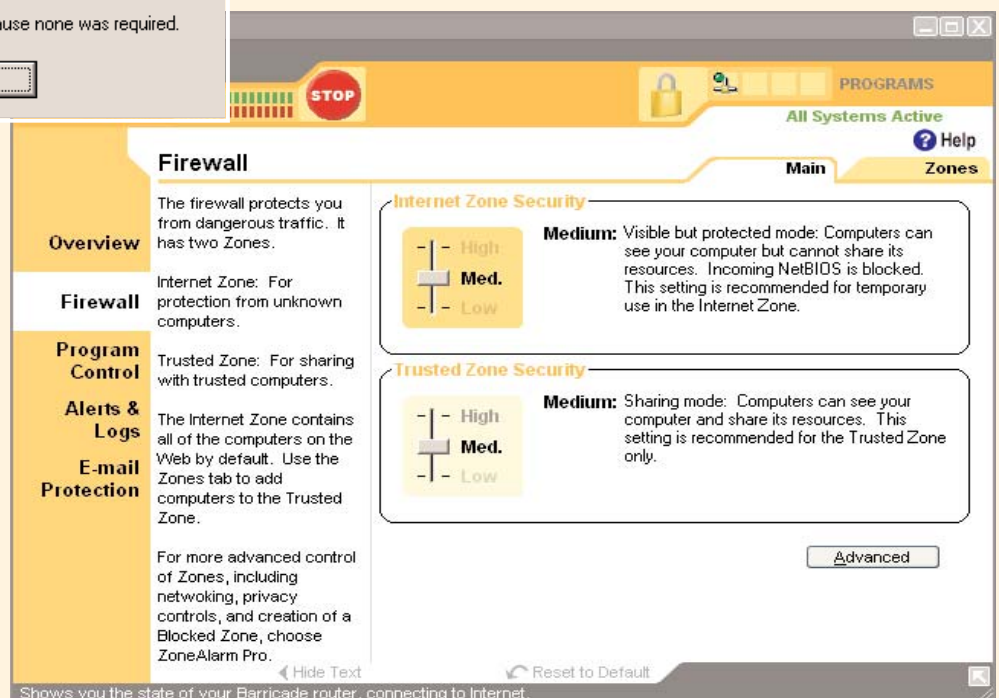 ause none was required.
STOP
PROGRAMS
All Systems Active
Help
Firewall
Main
Zones
Overview
Firewall
Program
Control
Alerts &
Logs
E-mail
Protection
The firewall protects you
from dangerous traffic. It
has two Zones.
Internet Zone: For
protection from unknown
computers.
Trusted Zone: For sharing
with trusted computers.
The Internet Zone contains
all of the computers on the
Web by default. Use the
Zones tab to add
computers to the Trusted
Zone.
For more advanced control
of Zones, including
netwoking, privacy
controls, and creation of a
Blocked Zone, choose
ZoneAlarm Pro.
Internet Zone Security
High
Med.
Low
Medium: Visible but protected mode: Computers can
see your computer but cannot share its
resources. Incoming NetBIOS is blocked.
This setting is recommended for temporary
use in the Internet Zone.
Trusted Zone Security
High
Med.
Low
Medium: Sharing mode: Computers can see your
computer and share its resources. This
setting is recommended for the Trusted Zone
only.
Advanced
Hide Text
Reset to Default
Shows you the state of your Barricade router, connecting to Internet.